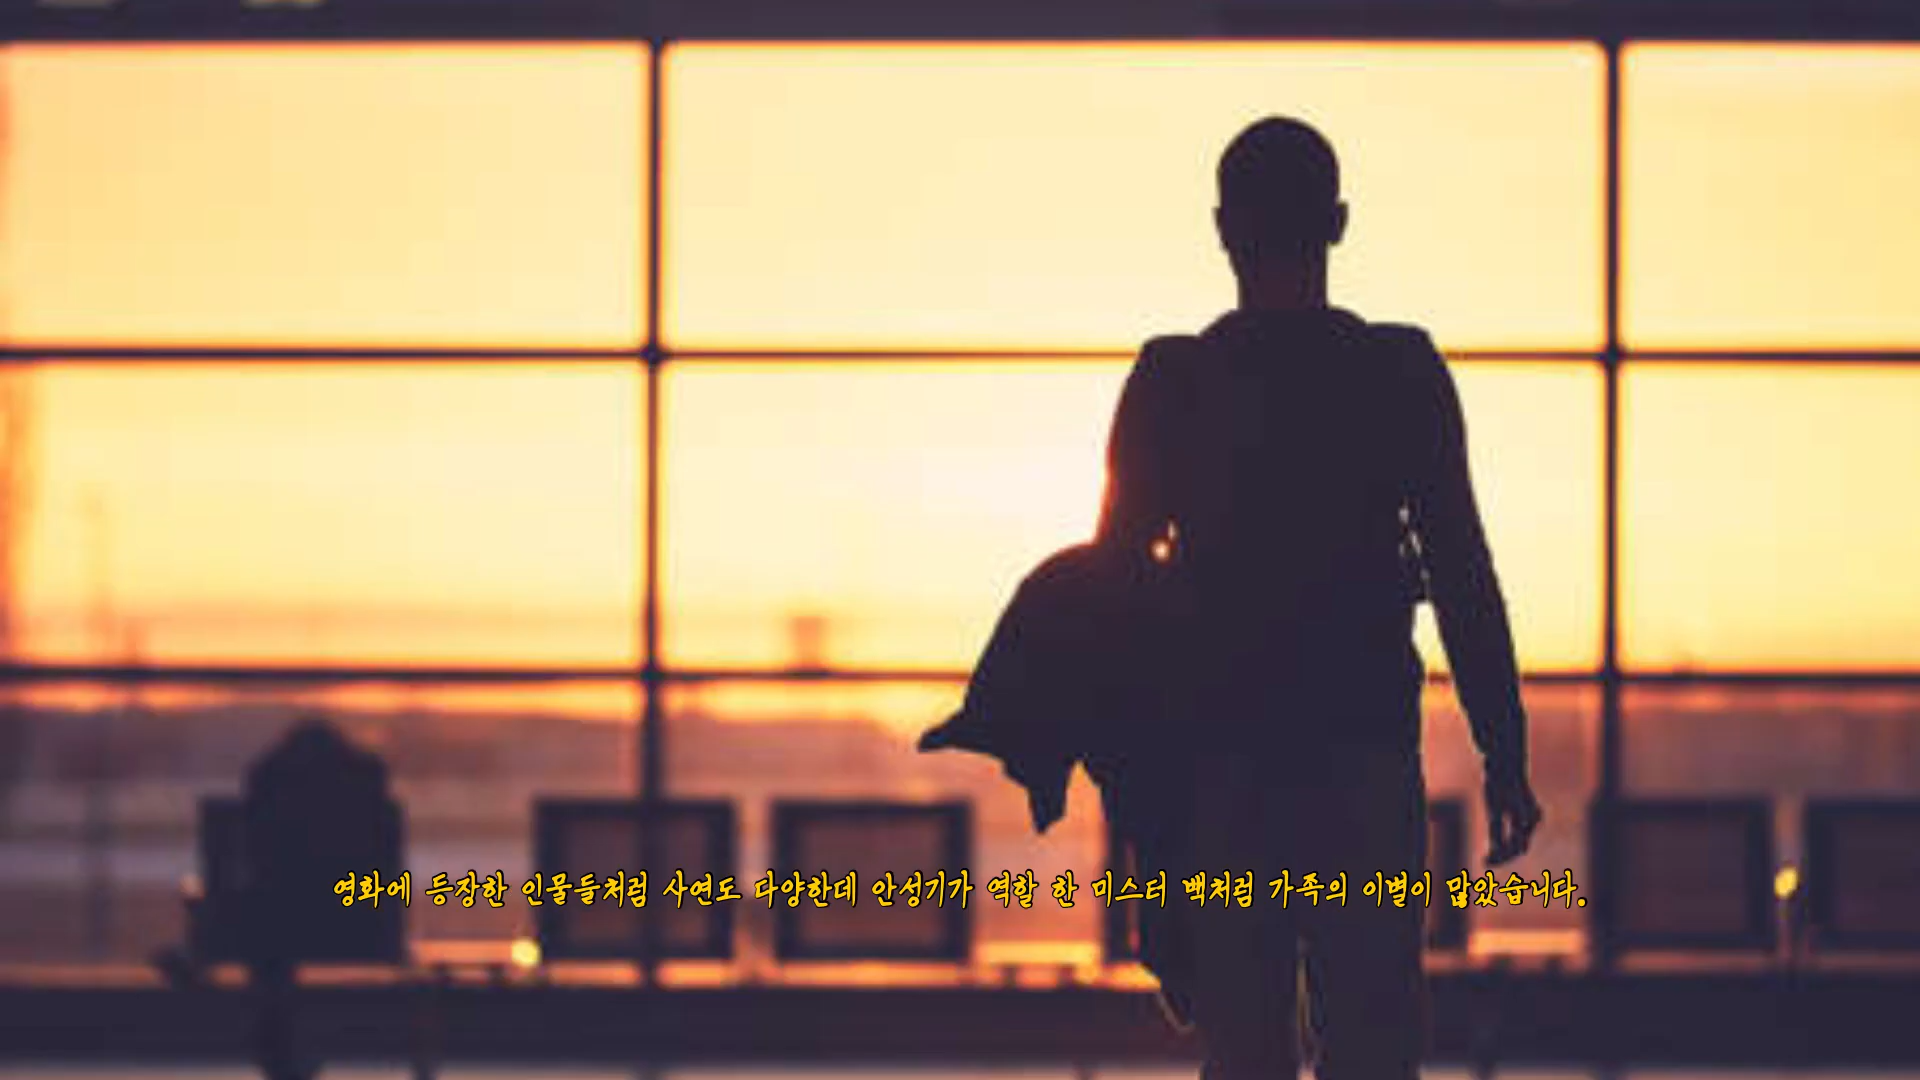 영화에 등장한 인물들처럼 사연도 다양한데 안성기가 역할 한 미스터 백처럼 가족의 이별이 많았습니다.